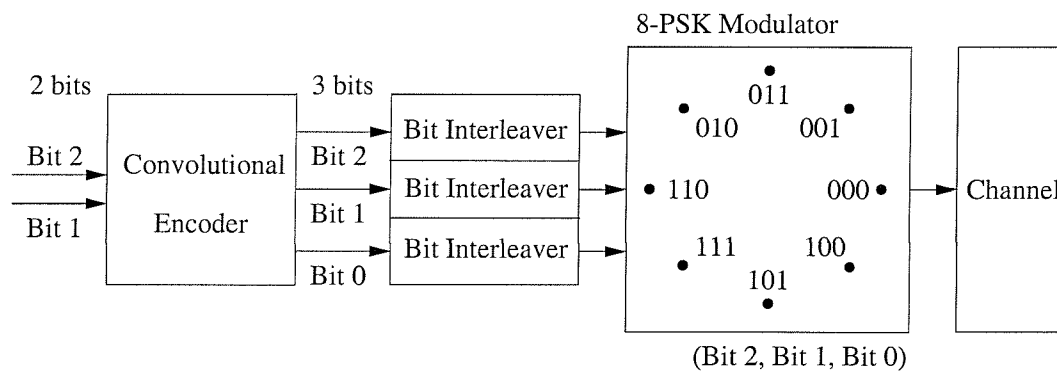 8-PSK Modulator
2 bits
3 bits
Bit 2
Bit 1
Convolutional
Encoder
Bit 2
Bit 1
Bit 0
Bit Interleaver
Bit Interleaver
Bit Interleaver
011
010
001
110
000
111
100
101
(Bit 2, Bit 1, Bit 0)
Channel